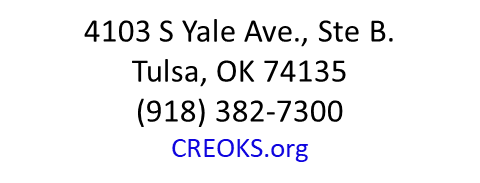 4103 S Yale Ave., Ste B.
Tulsa, OK 74135
(918) 382-7300
CREOKS.org